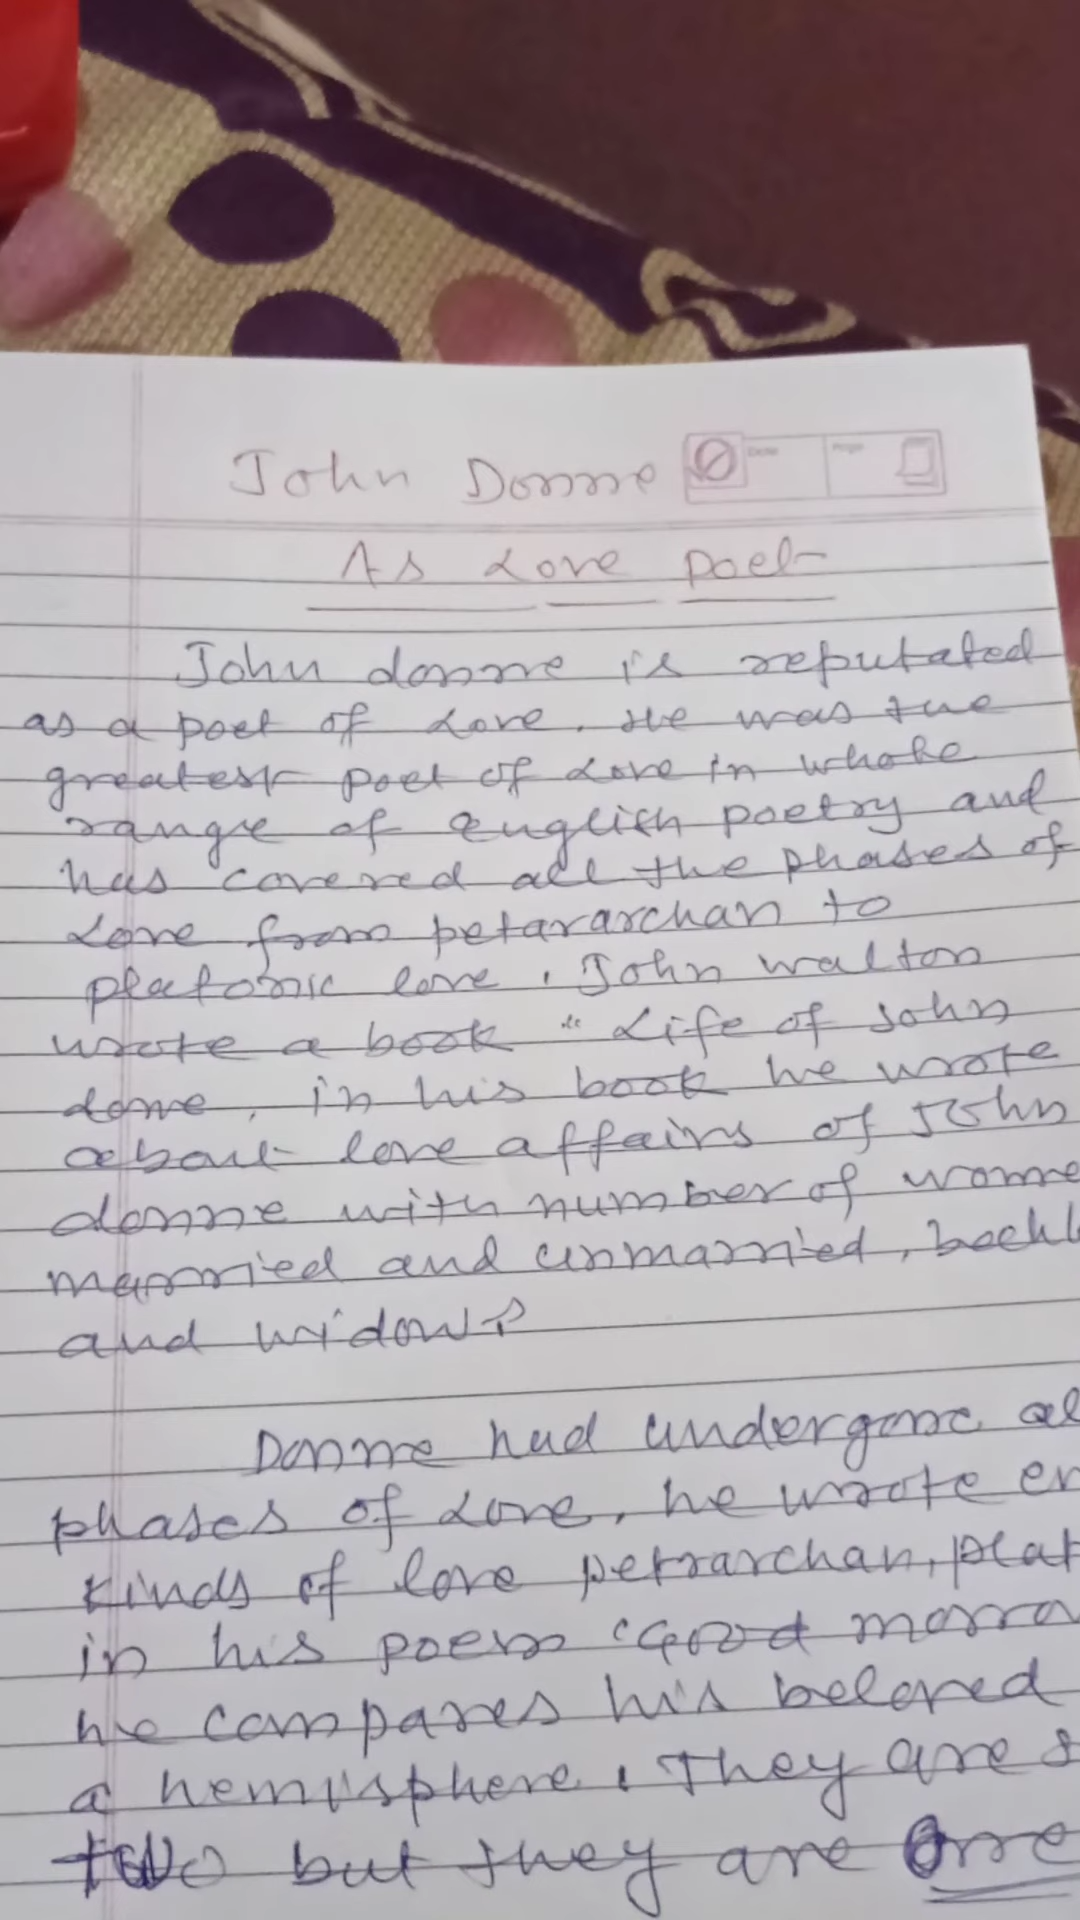 John Donne
Date Page
As Love Poet
John donne is reputated
as a poet of Love. He was the
greatest poet of Love in whole
range of english poetry and
has covered all the phases of
Love from petararchan to
platonic love. John walton
wrote a book "Life of John
donne, in his book he wrote
about love affairs of John
donne with number of wome
married and unmarried,
and widows
Donne had undergone al
phases of Love, he wrote
kinds of love petrarchan, plat
in his poem 'Good morro
he compares his beloved
a hemisphere. They are
two but they are One